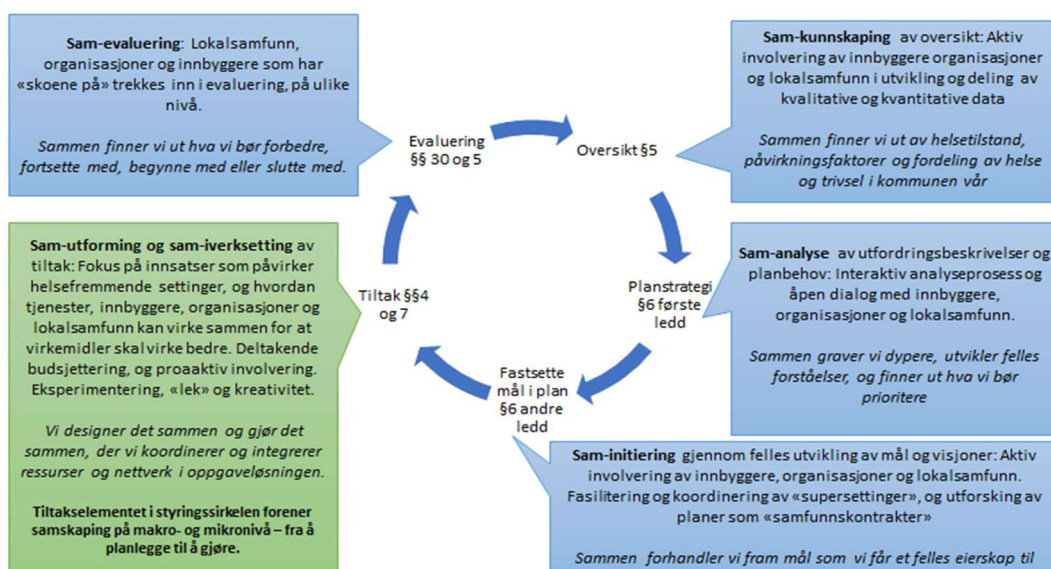 Sam-evaluering: Lokalsamfunn,
organisasjoner og innbyggere som har
«skoene på» trekkes inn i evaluering, på ulike
nivå.
Sammen finner vi ut hva vi bør forbedre,
fortsette med, begynne med eller slutte med.
Evaluering
§§ 30 og 5
Oversikt §5
Sam-kunnskaping av oversikt: Aktiv
involvering av innbyggere organisasjoner
og lokalsamfunn i utvikling og deling av
kvalitative og kvantitative data
Sammen finner vi ut av helsetilstand,
påvirkningsfaktorer og fordeling av helse
og trivsel i kommunen vår
Planstrategi
§6 første
ledd
Sam-analyse av utfordringsbeskrivelser og
planbehov: Interaktiv analyseprosess og
åpen dialog med innbyggere,
organisasjoner og lokalsamfunn.
Sammen graver vi dypere, utvikler felles
forståelser, og finner ut hva vi bør
prioritere
Fastsette
mål i plan
§6 andre
ledd
Sam-initiering gjennom felles utvikling av mål og visjoner: Aktiv
involvering av innbyggere, organisasjoner og lokalsamfunn.
Fasilitering og koordinering av «supersettinger», og utforsking av
planer som «samfunnskontrakter»
Sammen forhandler vi fram mål som vi får et felles eierskap til
Tiltak §§4
og 7
Sam-utforming og sam-iverksetting av
tiltak: Fokus på innsatser som påvirker
helsefremmende settinger, og hvordan
tjenester, innbyggere, organisasjoner og
lokalsamfunn kan virke sammen for at
virkemidler skal virke bedre. Deltakende
budsjettering, og proaaktiv involvering.
Eksperimentering, «lek» og kreativitet.
Vi designer det sammen og gjør det
sammen, der vi koordinerer og integrerer
ressurser og nettverk i oppgaveløsningen.
Tiltakselementet i styringssirkelen forener
samskaping på makro- og mikronivå – fra å
planlegge til å gjøre.